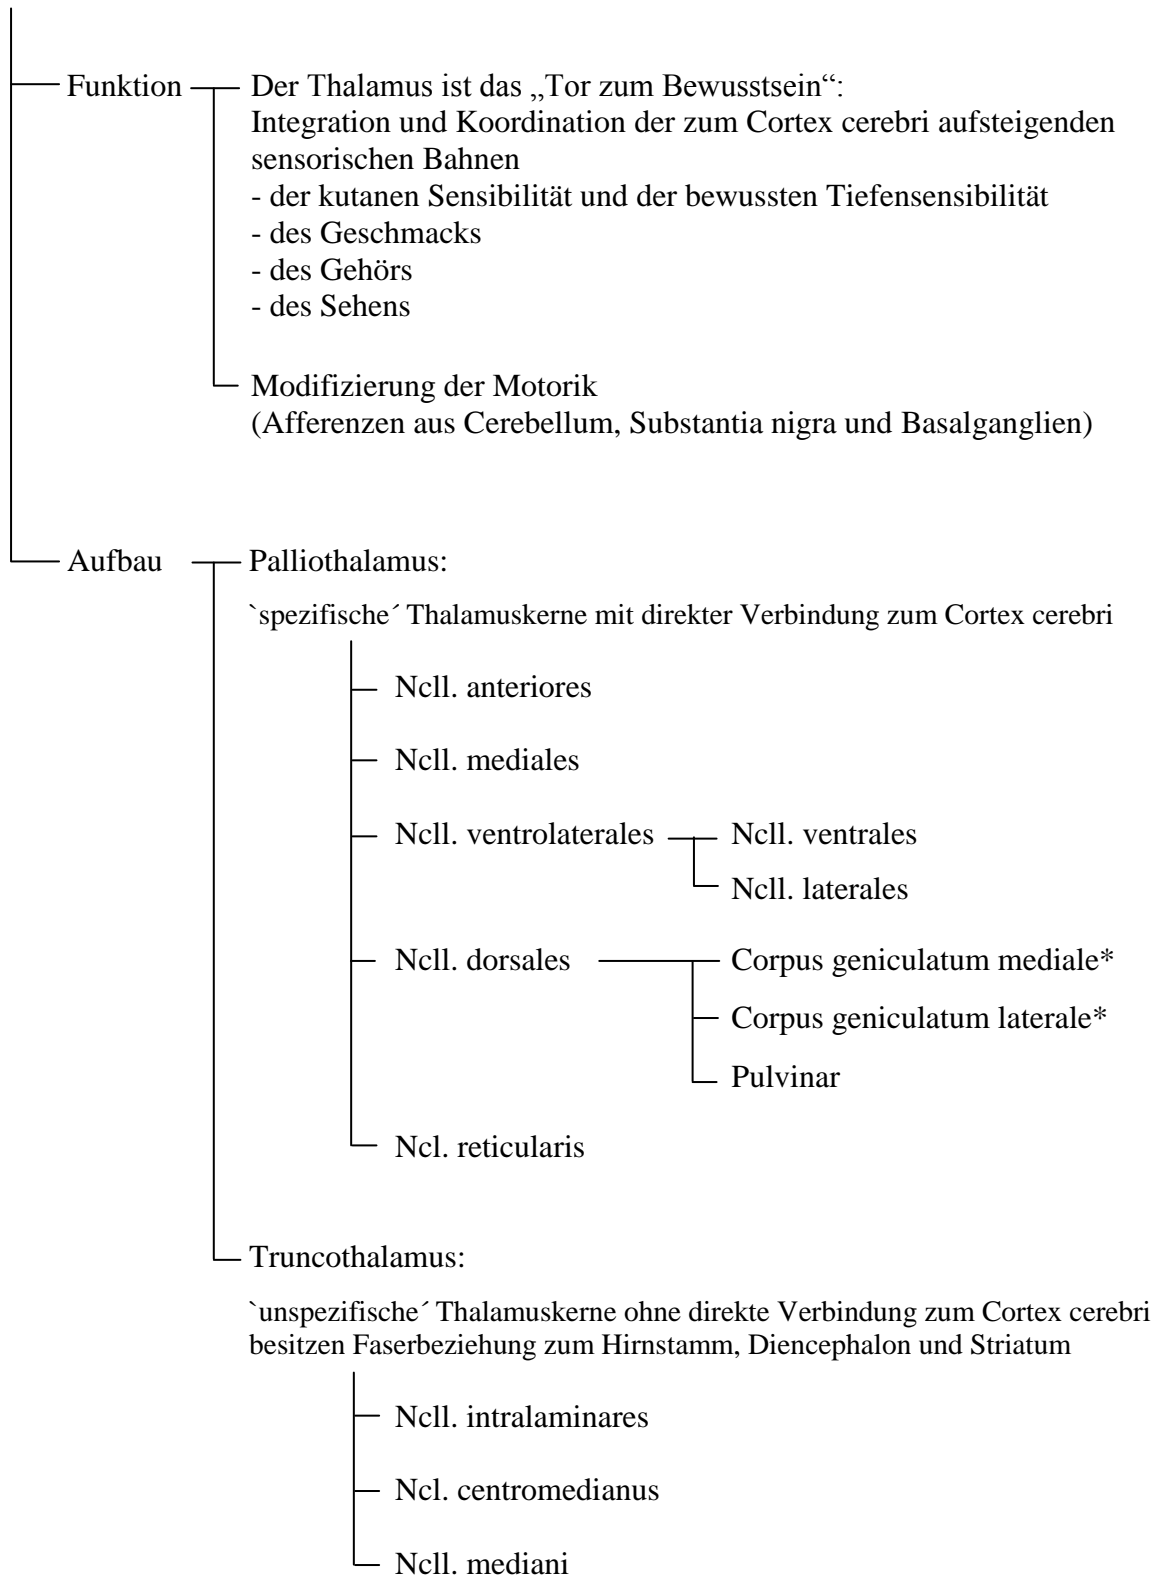 Funktion
Der Thalamus ist das „Tor zum Bewusstsein“:
Integration und Koordination der zum Cortex cerebri aufsteigenden
sensorischen Bahnen
- der kutanen Sensibilität und der bewussten Tiefensensibilität
- des Geschmacks
- des Gehörs
- des Sehens
Modifizierung der Motorik
(Afferenzen aus Cerebellum, Substantia nigra und Basalganglien)
Aufbau
Palliothalamus:
`spezifische´ Thalamuskerne mit direkter Verbindung zum Cortex cerebri
Ncll. anteriores
Ncll. mediales
Ncll. ventrolaterales
Ncll. ventrales
Ncll. laterales
Ncll. dorsales
Corpus geniculatum mediale*
Corpus geniculatum laterale*
Pulvinar
Ncl. reticularis
Truncothalamus:
`unspezifische´ Thalamuskerne ohne direkte Verbindung zum Cortex cerebri
besitzen Faserbeziehung zum Hirnstamm, Diencephalon und Striatum
Ncll. intralaminares
Ncl. centromedianus
Ncll. mediani